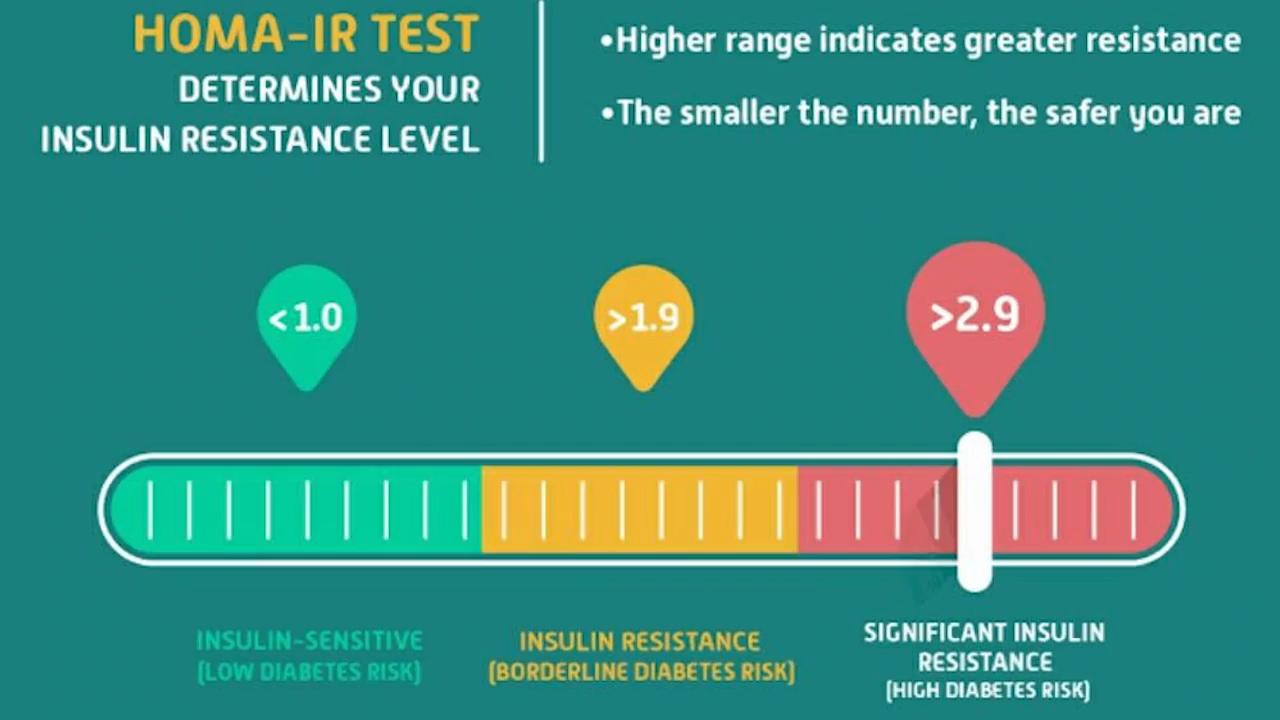 HOMA-IR TEST
DETERMINES YOUR
INSULIN RESISTANCE LEVEL
•Higher range indicates greater resistance
•The smaller the number, the safer you are
<1.0
>1.9
>2.9
INSULIN-SENSITIVE
(LOW DIABETES RISK)
INSULIN RESISTANCE
(BORDERLINE DIABETES RISK)
SIGNIFICANT INSULIN
RESISTANCE
(HIGH DIABETES RISK)